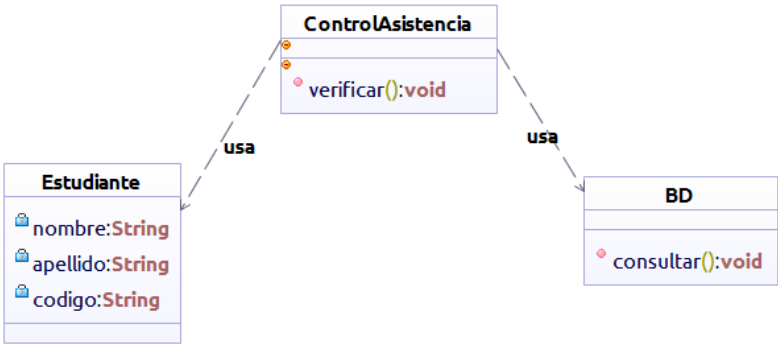 ControlAsistencia
verificar():void
usa
usa
Estudiante
nombre:String
apellido:String
codigo:String
BD
consultar():void